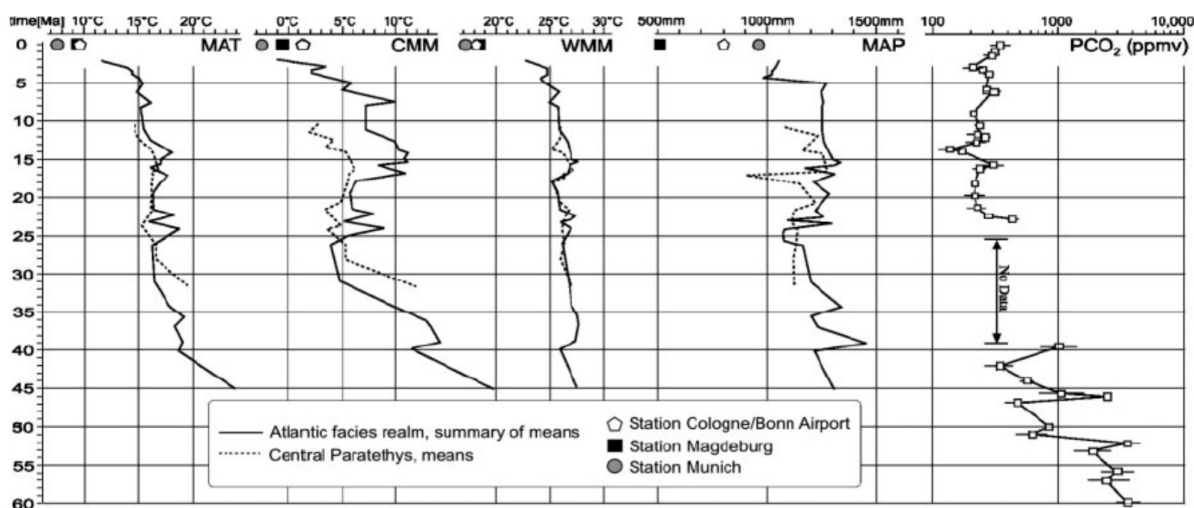 time[Ma] 10°C 15°C 20°C 0°C 5°C 10°C 15°C 20°C 25°C 30°C 500mm 1000mm 1500mm 100 1000 10,000
0 MAT CMM WMM MAP PCO₂ (ppmv)
5
10
15
20
25
30
No Data
35
40
45
50
55
60
Atlantic facies realm, summary of means
Central Paratethys, means
Station Cologne/Bonn Airport
Station Magdeburg
Station Munich